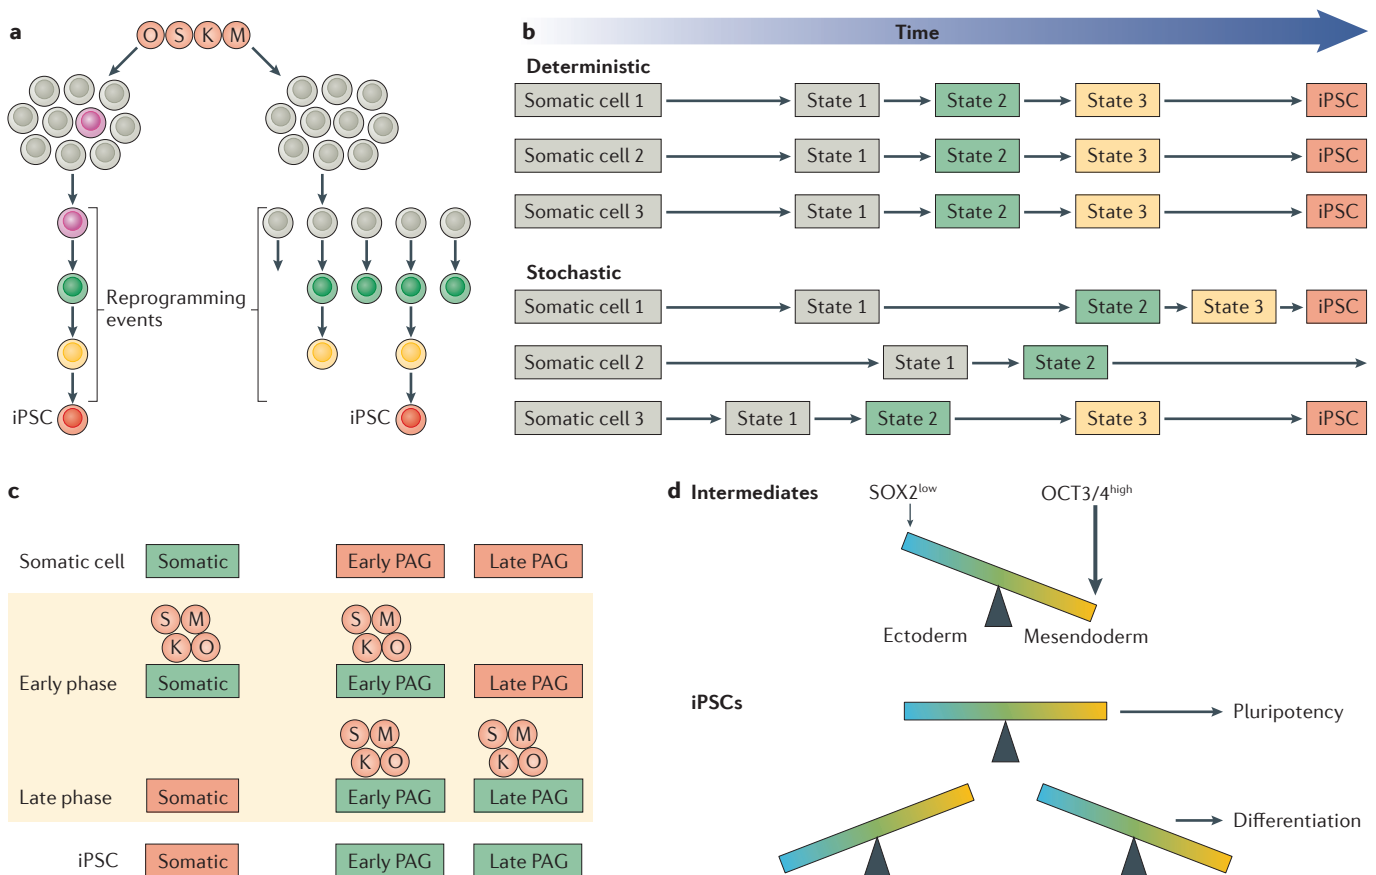 a
O S K M
Reprogramming
events
iPSC
iPSC
b
Time
Deterministic
Somatic cell 1 State 1 State 2 State 3 iPSC
Somatic cell 2 State 1 State 2 State 3 iPSC
Somatic cell 3 State 1 State 2 State 3 iPSC
Stochastic
Somatic cell 1 State 1 State 2 State 3 iPSC
Somatic cell 2 State 1 State 2
Somatic cell 3 State 1 State 2 State 3 iPSC
c
Somatic cell Somatic Early PAG Late PAG
S M S M
K O K O
Early phase Somatic Early PAG Late PAG
S M S M
K O K O
Late phase Somatic Early PAG Late PAG
iPSC Somatic Early PAG Late PAG
d Intermediates
SOX2low OCT3/4high
Ectoderm Mesendoderm
iPSCs
Pluripotency
Differentiation